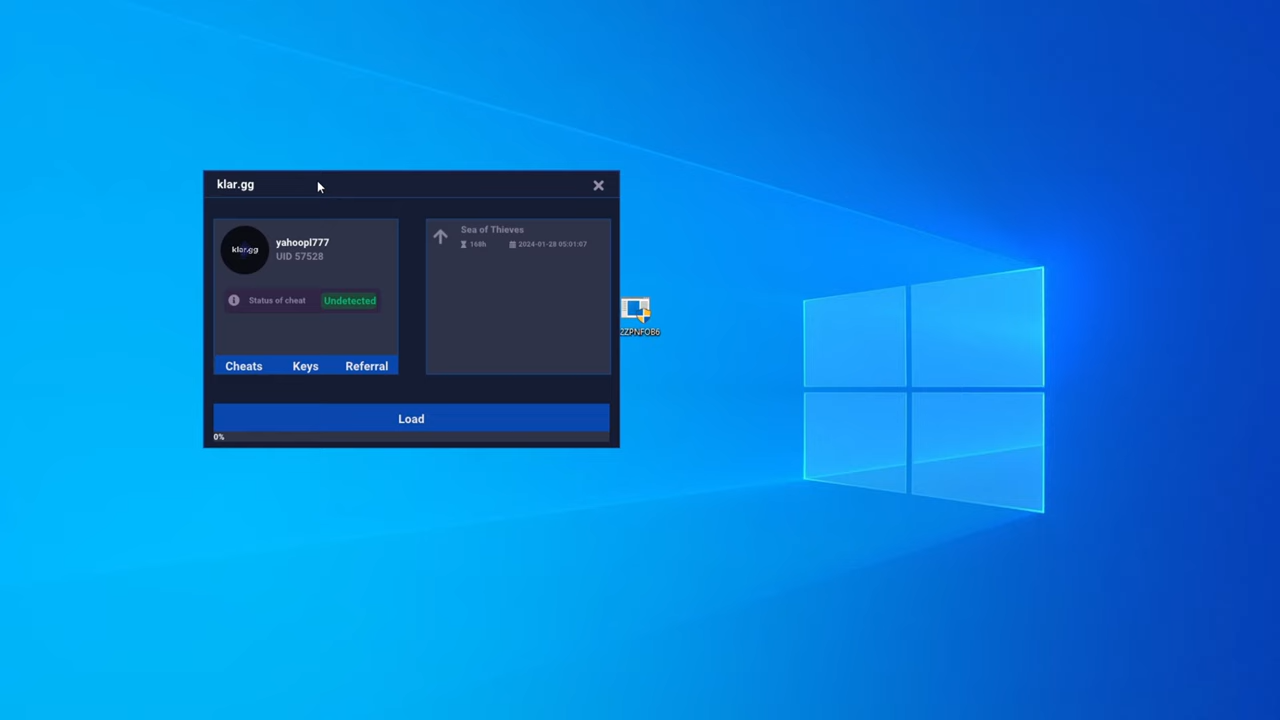 klar.gg
klar.gg
yahoopl777
UID 57528
Status of cheat
Undetected
Cheats
Keys
Referral
Sea of Thieves
168h
2024-01-28 05:01:07
Load
0%
2ZPNFOB6